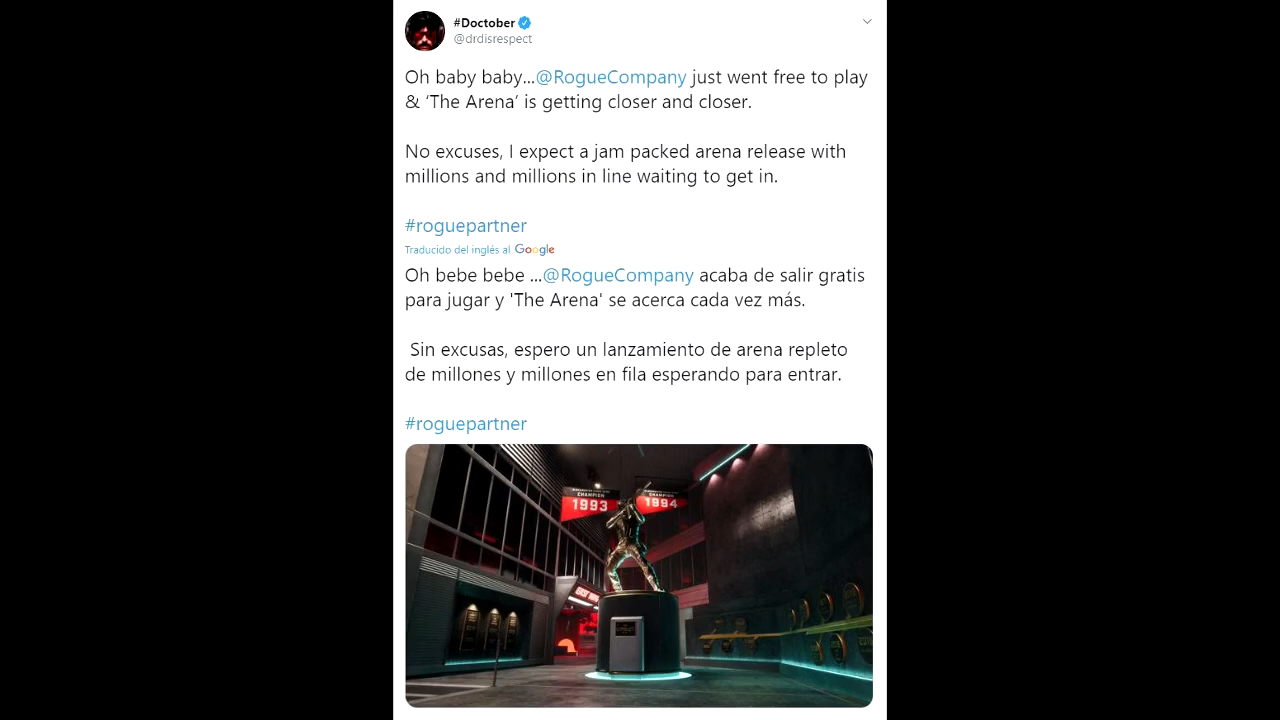 #Doctober
@drdisrespect
Oh baby baby...@RogueCompany just went free to play
& ‘The Arena’ is getting closer and closer.
No excuses, I expect a jam packed arena release with
millions and millions in line waiting to get in.
#roguepartner
Traducido del inglés al Google
Oh bebe bebe ...@RogueCompany acaba de salir gratis
para jugar y 'The Arena' se acerca cada vez más.
Sin excusas, espero un lanzamiento de arena repleto
de millones y millones en fila esperando para entrar.
#roguepartner
CHAMPION
1993
CHAMPION
1994